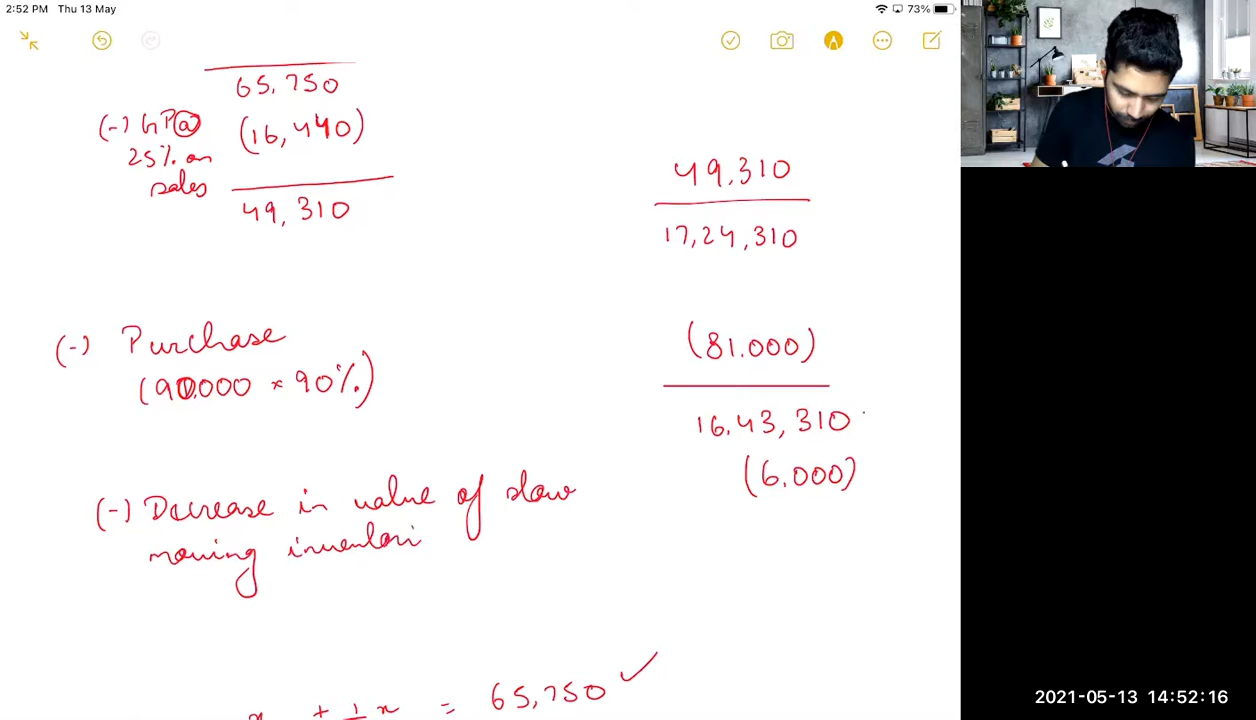 2:52 PM Thu 13 May
73%
65,750
(-) GP@
25% on
sales
(16,440)
49,310
49,310
17,24,310
(-) Purchase
(90,000 × 90%)
(81.000)
16.43,310
(6.000)
(-) Decrease in value of slow
moving inventori
x + 1/ x = 65,750 ✓
2021-05-13 14:52:16